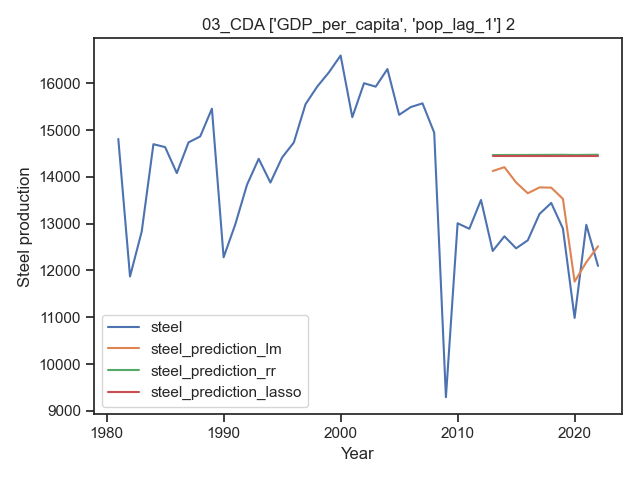 03_CDA ['GDP_per_capita', 'pop_lag_1'] 2
Steel production
16000
15000
14000
13000
12000
11000
10000
9000
steel
steel_prediction_lm
steel_prediction_rr
steel_prediction_lasso
1980
1990
2000
2010
2020
Year